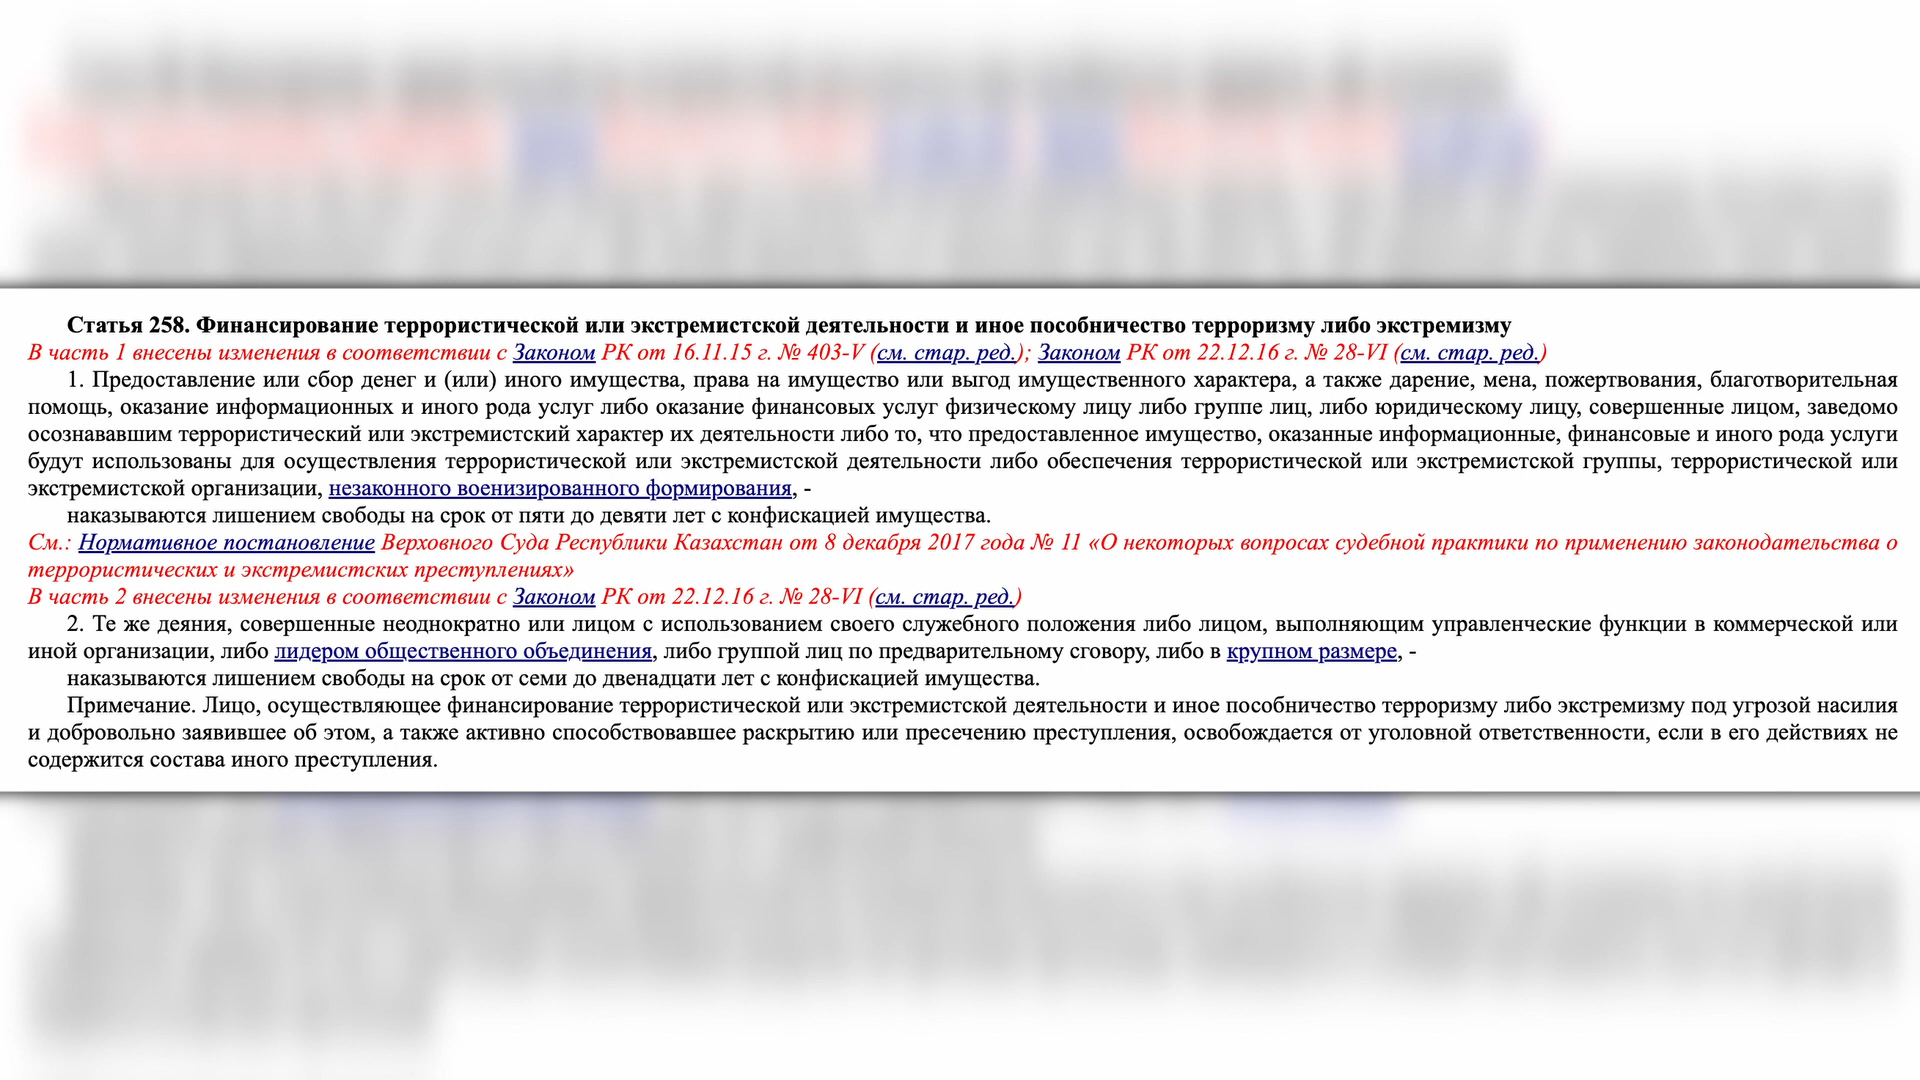 Статья 258. Финансирование террористической или экстремистской деятельности и иное пособничество терроризму либо экстремизму
В часть 1 внесены изменения в соответствии с Законом РК от 16.11.15 г. № 403-V (см. стар. ред.); Законом РК от 22.12.16 г. № 28-VI (см. стар. ред.)
1. Предоставление или сбор денег и (или) иного имущества, права на имущество или выгод имущественного характера, а также дарение, мена, пожертвования, благотворительная
помощь, оказание информационных и иного рода услуг либо оказание финансовых услуг физическому лицу либо группе лиц, либо юридическому лицу, совершенные лицом, заведомо
осознававшим террористический или экстремистский характер их деятельности либо то, что предоставленное имущество, оказанные информационные, финансовые и иного рода услуги
будут использованы для осуществления террористической или экстремистской деятельности либо обеспечения террористической или экстремистской группы, террористической или
экстремистской организации, незаконного военизированного формирования, -
наказываются лишением свободы на срок от пяти до девяти лет с конфискацией имущества.
См.: Нормативное постановление Верховного Суда Республики Казахстан от 8 декабря 2017 года № 11 «О некоторых вопросах судебной практики по применению законодательства о
террористических и экстремистских преступлениях»
В часть 2 внесены изменения в соответствии с Законом РК от 22.12.16 г. № 28-VI (см. стар. ред.)
2. Те же деяния, совершенные неоднократно или лицом с использованием своего служебного положения либо лицом, выполняющим управленческие функции в коммерческой или
иной организации, либо лидером общественного объединения, либо группой лиц по предварительному сговору, либо в крупном размере, -
наказываются лишением свободы на срок от семи до двенадцати лет с конфискацией имущества.
Примечание. Лицо, осуществляющее финансирование террористической или экстремистской деятельности и иное пособничество терроризму либо экстремизму под угрозой насилия
и добровольно заявившее об этом, а также активно способствовавшее раскрытию или пресечению преступления, освобождается от уголовной ответственности, если в его действиях не
содержится состава иного преступления.